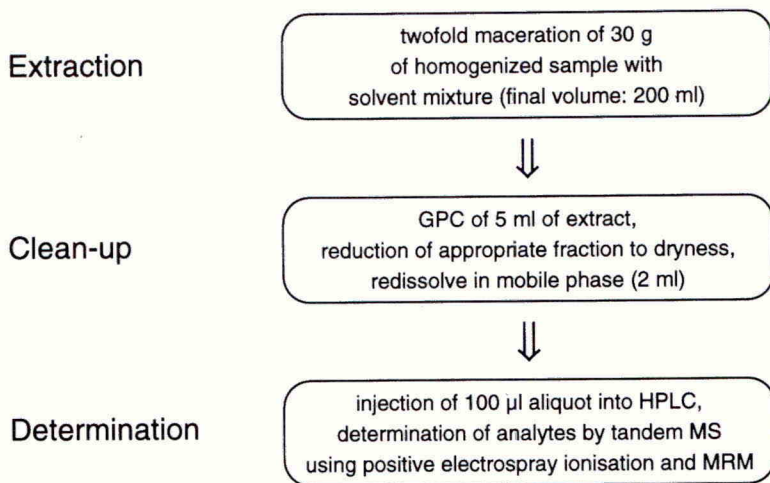 Extraction
twofold maceration of 30 g
of homogenized sample with
solvent mixture (final volume: 200 ml)
⇓
Clean-up
GPC of 5 ml of extract,
reduction of appropriate fraction to dryness,
redissolve in mobile phase (2 ml)
⇓
Determination
injection of 100 µl aliquot into HPLC,
determination of analytes by tandem MS
using positive electrospray ionisation and MRM